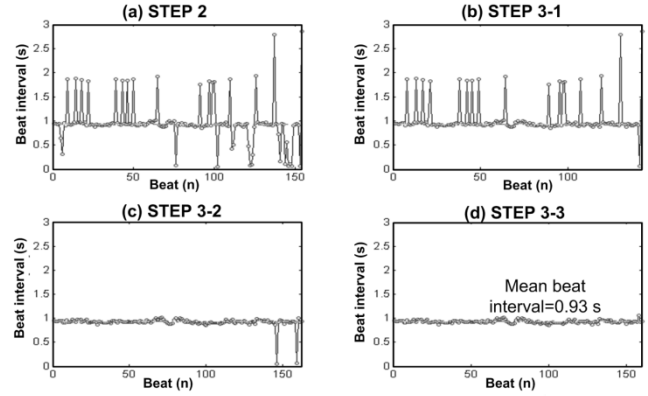 (a) STEP 2
3
2.5
2
1.5
1
0.5
0
0 50 100 150
Beat interval (s)
Beat (n)
(b) STEP 3-1
3
2.5
2
1.5
1
0.5
0
0 50 100
Beat interval (s)
Beat (n)
(c) STEP 3-2
3
2.5
2
1.5
1
0.5
0
0 50 100 150
Beat interval (s)
Beat (n)
(d) STEP 3-3
3
2.5
2
1.5
1
0.5
0
0 50 100 150
Beat interval (s)
Beat (n)
Mean beat
interval=0.93 s